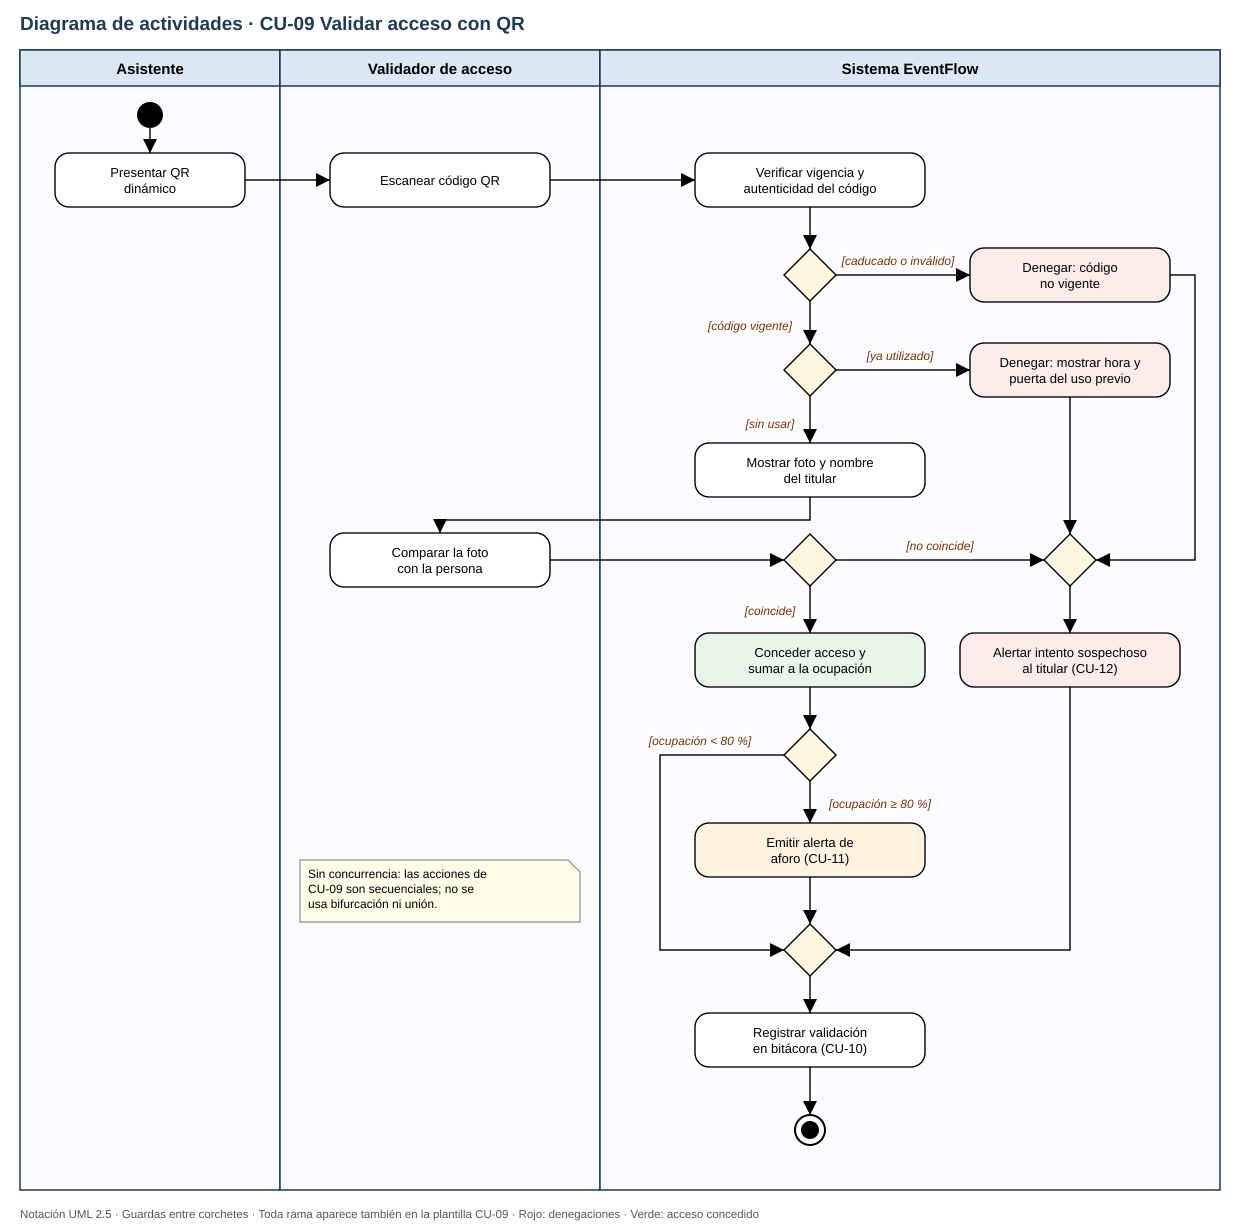 Diagrama de actividades · CU-09 Validar acceso con QR
Asistente
Validador de acceso
Sistema EventFlow
Presentar QR
dinámico
Escanear código QR
Verificar vigencia y
autenticidad del código
[caducado o inválido]
Denegar: código
no vigente
[código vigente]
[ya utilizado]
Denegar: mostrar hora y
puerta del uso previo
[sin usar]
Mostrar foto y nombre
del titular
Comparar la foto
con la persona
[no coincide]
[coincide]
Conceder acceso y
sumar a la ocupación
Alertar intento sospechoso
al titular (CU-12)
[ocupación < 80 %]
[ocupación ≥ 80 %]
Emitir alerta de
aforo (CU-11)
Sin concurrencia: las acciones de
CU-09 son secuenciales; no se
usa bifurcación ni unión.
Registrar validación
en bitácora (CU-10)
Notación UML 2.5 · Guardas entre corchetes · Toda rama aparece también en la plantilla CU-09 · Rojo: denegaciones · Verde: acceso concedido